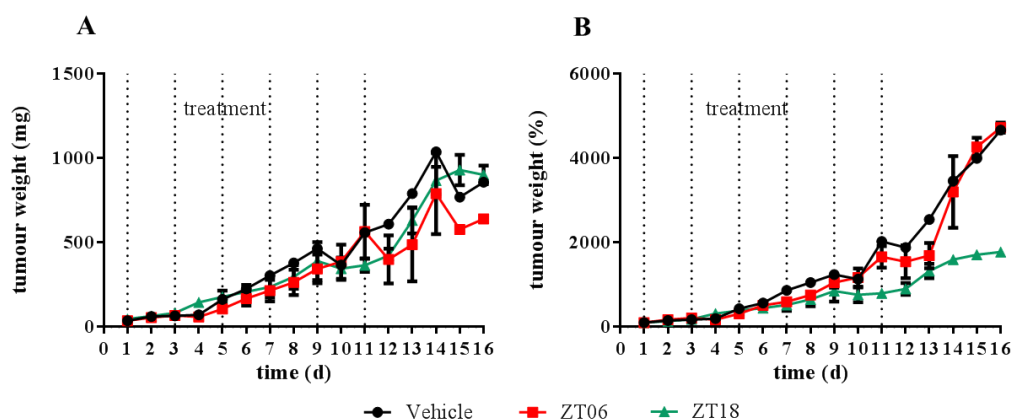 A
B
tumour weight (mg)
1500
1000
500
0
treatment
0 1 2 3 4 5 6 7 8 9 10 11 12 13 14 15 16
time (d)
tumour weight (%)
6000
4000
2000
0
treatment
0 1 2 3 4 5 6 7 8 9 10 11 12 13 14 15 16
time (d)
Vehicle ZT06 ZT18